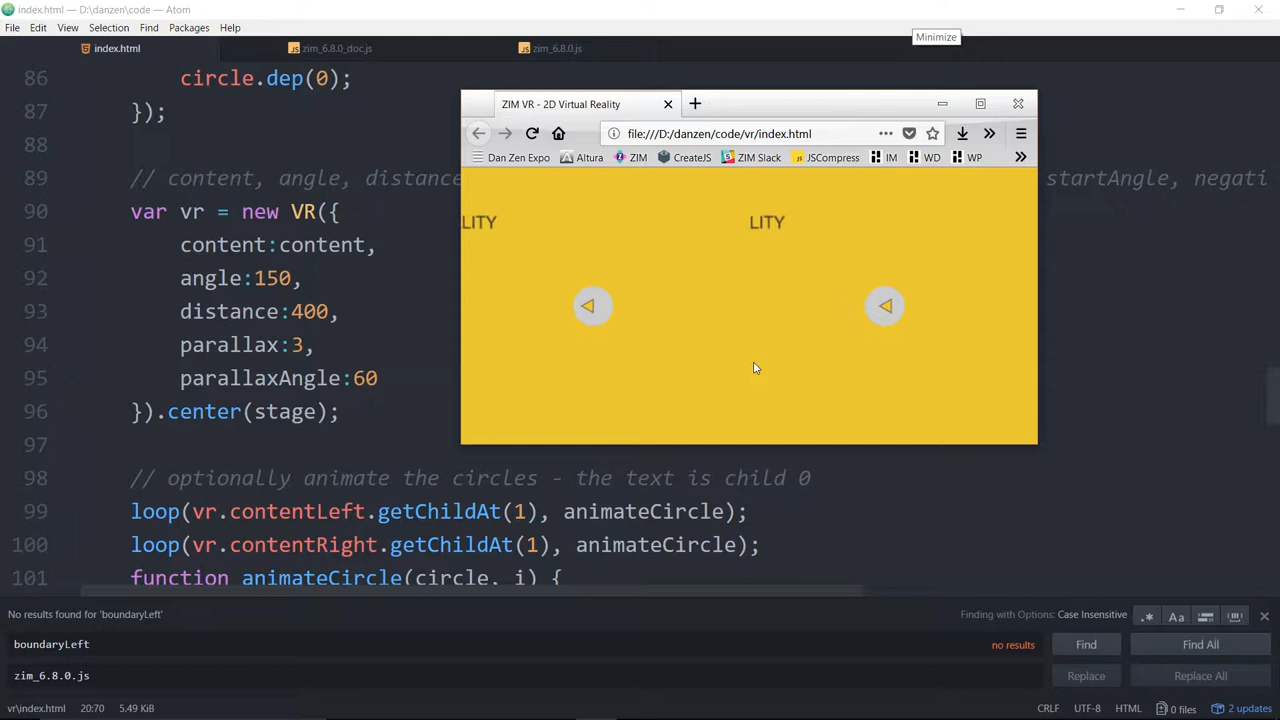 index.html — D:\danzen\code — Atom
File Edit View Selection Find Packages Help
Minimize
index.html
zim_6.8.0_doc.js
zim_6.8.0.js
86 circle.dep(0);
87 });
88
89 // content, angle, distance startAngle, negati
90 var vr = new VR({
91 content:content,
92 angle:150,
93 distance:400,
94 parallax:3,
95 parallaxAngle:60
96 }).center(stage);
97
98 // optionally animate the circles - the text is child 0
99 loop(vr.contentLeft.getChildAt(1), animateCircle);
100 loop(vr.contentRight.getChildAt(1), animateCircle);
101 function animateCircle(circle, i) {
ZIM VR - 2D Virtual Reality
file:///D:/danzen/code/vr/index.html
Dan Zen Expo Altura ZIM CreateJS ZIM Slack JSCompress IM WD WP
LITY LITY
No results found for 'boundaryLeft'
Finding with Options: Case Insensitive
.* Aa
boundaryLeft no results Find Find All
zim_6.8.0.js Replace Replace All
vr\index.html 20:70 5.49 KiB CRLF UTF-8 HTML 0 files 2 updates